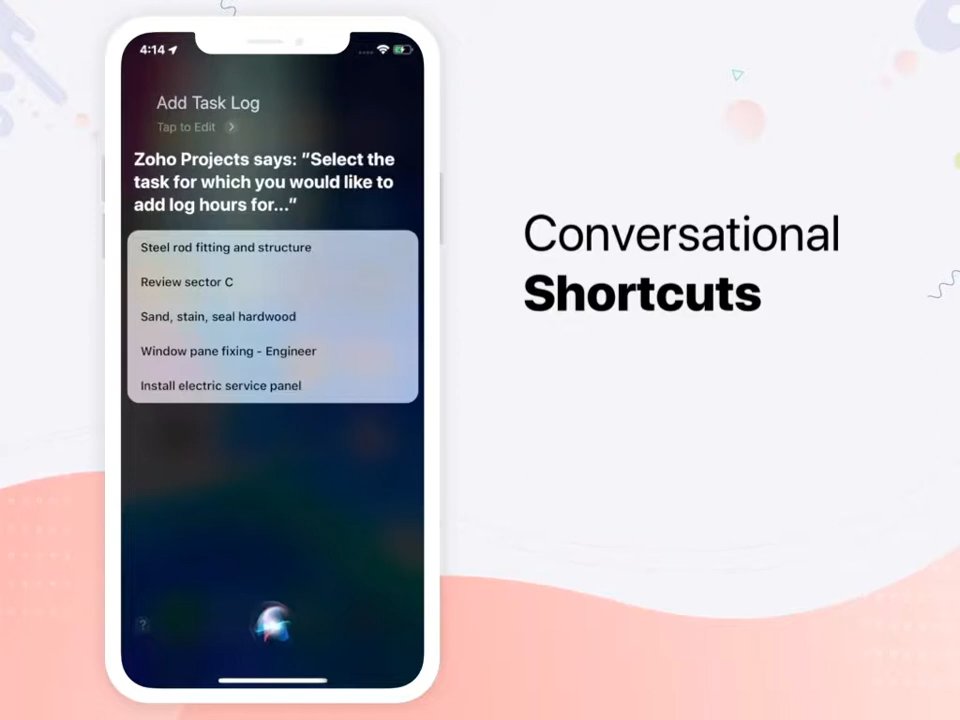 4:14
Add Task Log
Tap to Edit
Zoho Projects says: “Select the
task for which you would like to
add log hours for...”
Steel rod fitting and structure
Review sector C
Sand, stain, seal hardwood
Window pane fixing - Engineer
Install electric service panel
?
Conversational
Shortcuts